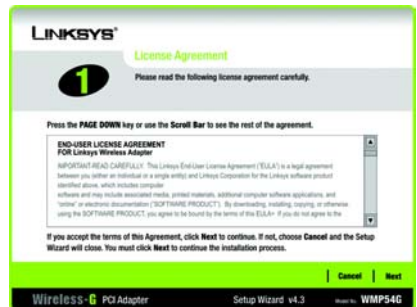 LINKSYS®
License Agreement
1
Please read the following license agreement carefully.
Press the PAGE DOWN key or use the Scroll Bar to see the rest of the agreement.
END-USER LICENSE AGREEMENT
FOR Linksys Wireless Adapter
IMPORTANT-READ CAREFULLY: This Linksys End-User License Agreement ("EULA") is a legal agreement
between you (either an individual or a single entity) and Linksys Corporation for the Linksys software product
identified above, which includes computer
software and may include associated media, printed materials, additional computer software applications, and
"online" or electronic documentation ("SOFTWARE PRODUCT"). By downloading, installing, copying, or otherwise
using the SOFTWARE PRODUCT, you agree to be bound by the terms of this EULA+ If you do not agree to the
If you accept the terms of this Agreement, you must click Next to continue. If not, choose Cancel and the Setup
Wizard will close. You must click Next to continue the installation process.
Cancel Next
Wireless-G PCI Adapter Setup Wizard v4.3 Model No. WMP54G